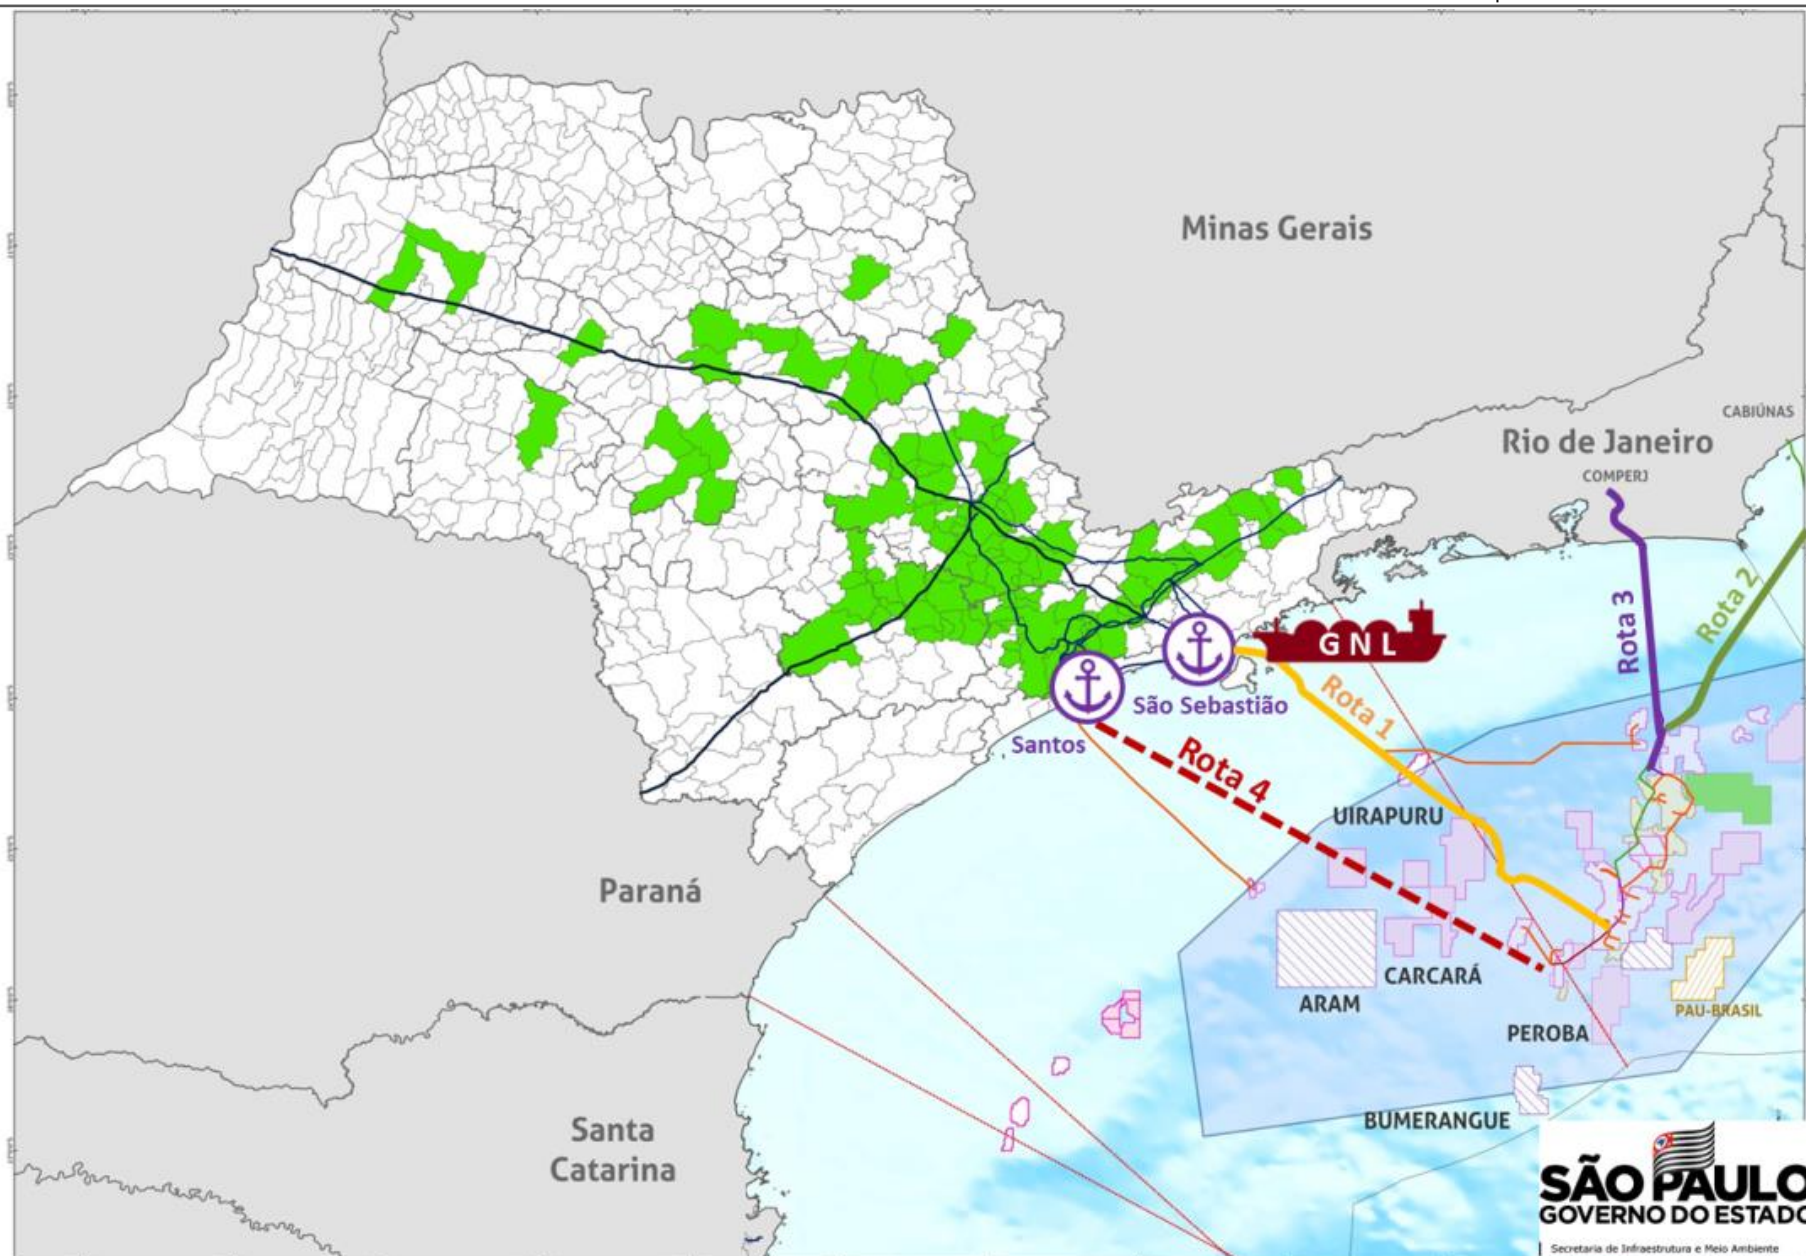 Minas Gerais
CABIÚNAS
Rio de Janeiro
COMPERJ
Rota 3
Rota 2
GNL
São Sebastião
Rota 1
Santos
Rota 4
UIRAPURU
Paraná
CARCARÁ
ARAM
PAU-BRASIL
PEROBA
BUMERANGUE
Santa
Catarina
SÃO PAULO
GOVERNO DO ESTADO
Secretaria de Infraestrutura e Meio Ambiente